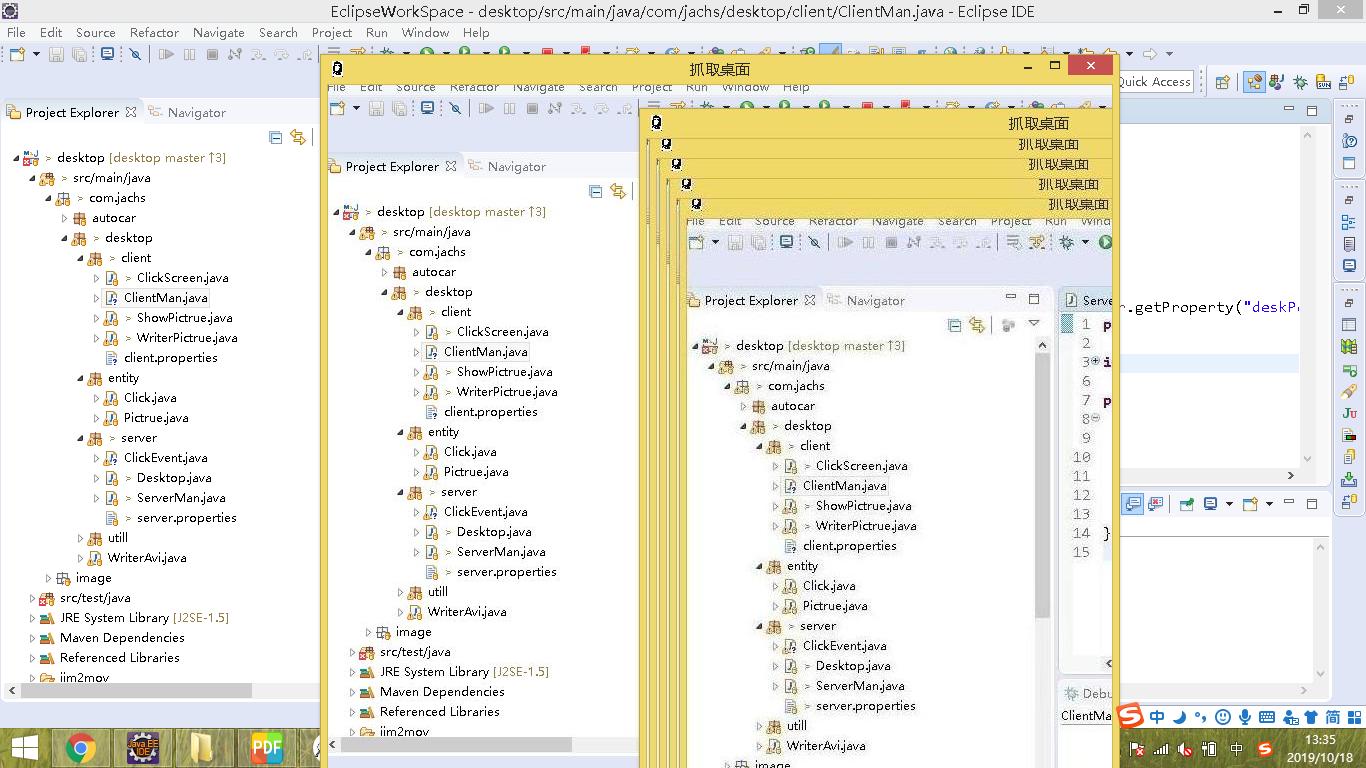 EclipseWorkSpace - desktop/src/main/java/com/jachs/desktop/client/ClientMan.java - Eclipse IDE
File Edit Source Refactor Navigate Search Project Run Window Help
Quick Access
Project Explorer Navigator
> desktop [desktop master ↑3]
> src/main/java
> com.jachs
autocar
> desktop
> client
> ClickScreen.java
ClientMan.java
> ShowPictrue.java
> WriterPictrue.java
client.properties
entity
Click.java
Pictrue.java
> server
ClickEvent.java
> Desktop.java
> ServerMan.java
> server.properties
utill
WriterAvi.java
image
src/test/java
JRE System Library [J2SE-1.5]
Maven Dependencies
Referenced Libraries
jim2mov
抓取桌面
File Edit Source Refactor Navigate Search Project Run Window Help
Project Explorer Navigator
> desktop [desktop master ↑3]
> src/main/java
> com.jachs
autocar
> desktop
> client
> ClickScreen.java
ClientMan.java
> ShowPictrue.java
> WriterPictrue.java
client.properties
entity
Click.java
Pictrue.java
> server
ClickEvent.java
> Desktop.java
> ServerMan.java
> server.properties
utill
WriterAvi.java
image
src/test/java
JRE System Library [J2SE-1.5]
Maven Dependencies
Referenced Libraries
jim2mov
抓取桌面
抓取桌面
抓取桌面
抓取桌面
抓取桌面
File Edit Source Refactor Navigate Search Project Run Wind
Project Explorer Navigator
> desktop [desktop master ↑3]
> src/main/java
> com.jachs
autocar
> desktop
> client
> ClickScreen.java
ClientMan.java
> ShowPictrue.java
> WriterPictrue.java
client.properties
entity
Click.java
Pictrue.java
> server
ClickEvent.java
> Desktop.java
> ServerMan.java
> server.properties
utill
WriterAvi.java
image
Serve
1 p
2
3 i
6
7 p
8
9
10
11
12
13
14 }
15
Debu
ClientMa
r.getProperty("deskP
Ju
中 简
Java EE IDE
PDF
中
13:35
2019/10/18